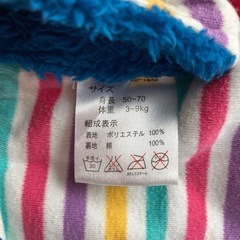 サイズ
身長 50-70
体重 3-9kg
組成表示
表地 ポリエステル 100%
裏地 綿 100%